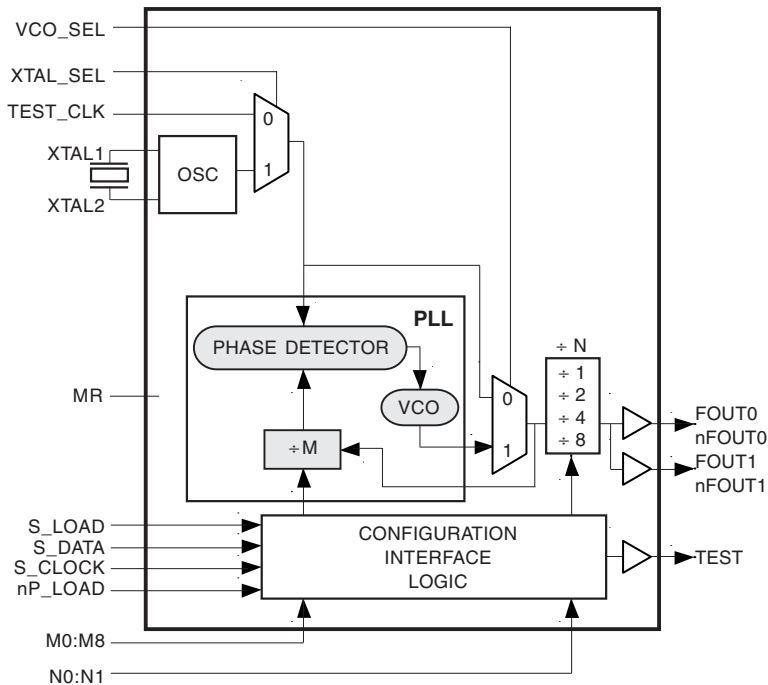 VCO_SEL
XTAL_SEL
TEST_CLK
0
XTAL1
OSC
1
XTAL2
PLL
PHASE DETECTOR
÷ N
÷ 1
÷ 2
÷ 4
÷ 8
MR
VCO
0
1
FOUT0
nFOUT0
FOUT1
nFOUT1
÷M
S_LOAD
S_DATA
S_CLOCK
nP_LOAD
CONFIGURATION
INTERFACE
LOGIC
TEST
M0:M8
N0:N1